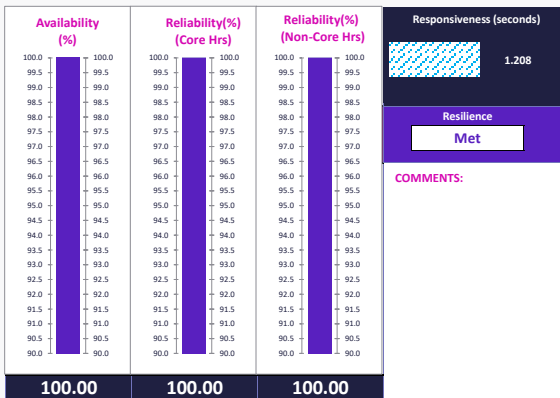 Availability
(%)
Reliability(%)
(Core Hrs)
Reliability(%)
(Non-Core Hrs)
Responsiveness (seconds)
1.208
Resilience
Met
COMMENTS:
100.0 100.0 100.0 100.0 100.0 100.0
99.5 99.5 99.5 99.5 99.5 99.5
99.0 99.0 99.0 99.0 99.0 99.0
98.5 98.5 98.5 98.5 98.5 98.5
98.0 98.0 98.0 98.0 98.0 98.0
97.5 97.5 97.5 97.5 97.5 97.5
97.0 97.0 97.0 97.0 97.0 97.0
96.5 96.5 96.5 96.5 96.5 96.5
96.0 96.0 96.0 96.0 96.0 96.0
95.5 95.5 95.5 95.5 95.5 95.5
95.0 95.0 95.0 95.0 95.0 95.0
94.5 94.5 94.5 94.5 94.5 94.5
94.0 94.0 94.0 94.0 94.0 94.0
93.5 93.5 93.5 93.5 93.5 93.5
93.0 93.0 93.0 93.0 93.0 93.0
92.5 92.5 92.5 92.5 92.5 92.5
92.0 92.0 92.0 92.0 92.0 92.0
91.5 91.5 91.5 91.5 91.5 91.5
91.0 91.0 91.0 91.0 91.0 91.0
90.5 90.5 90.5 90.5 90.5 90.5
90.0 90.0 90.0 90.0 90.0 90.0
100.00 100.00 100.00